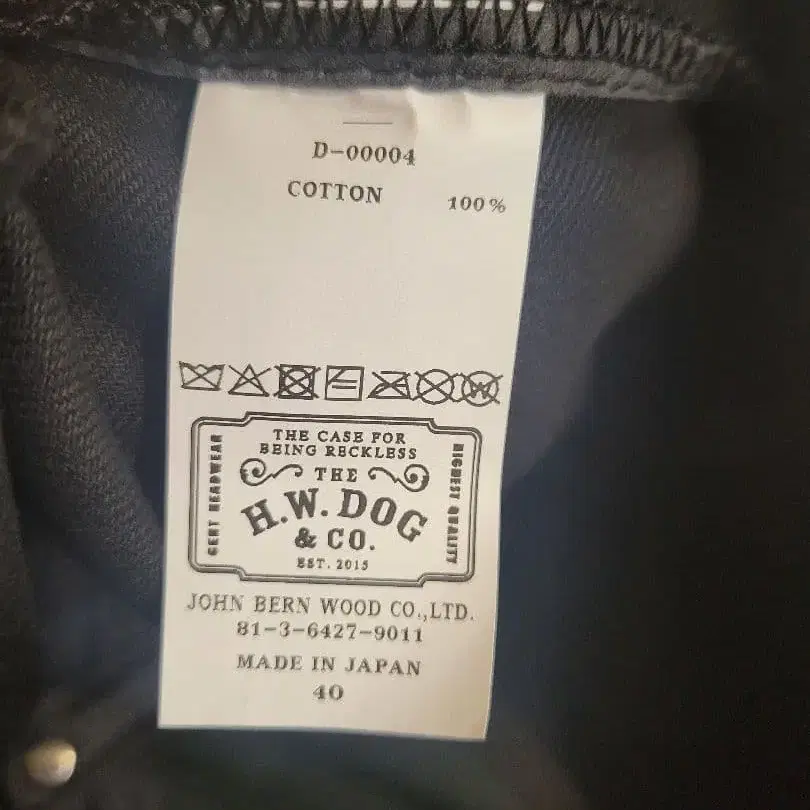 D-00004
COTTON 100%
THE CASE FOR
BEING RECKLESS
GENT HEADWEAR
THE
H.W. DOG
& CO.
HIGHEST QUALITY
EST. 2015
JOHN BERN WOOD CO.,LTD.
81-3-6427-9011
MADE IN JAPAN
40